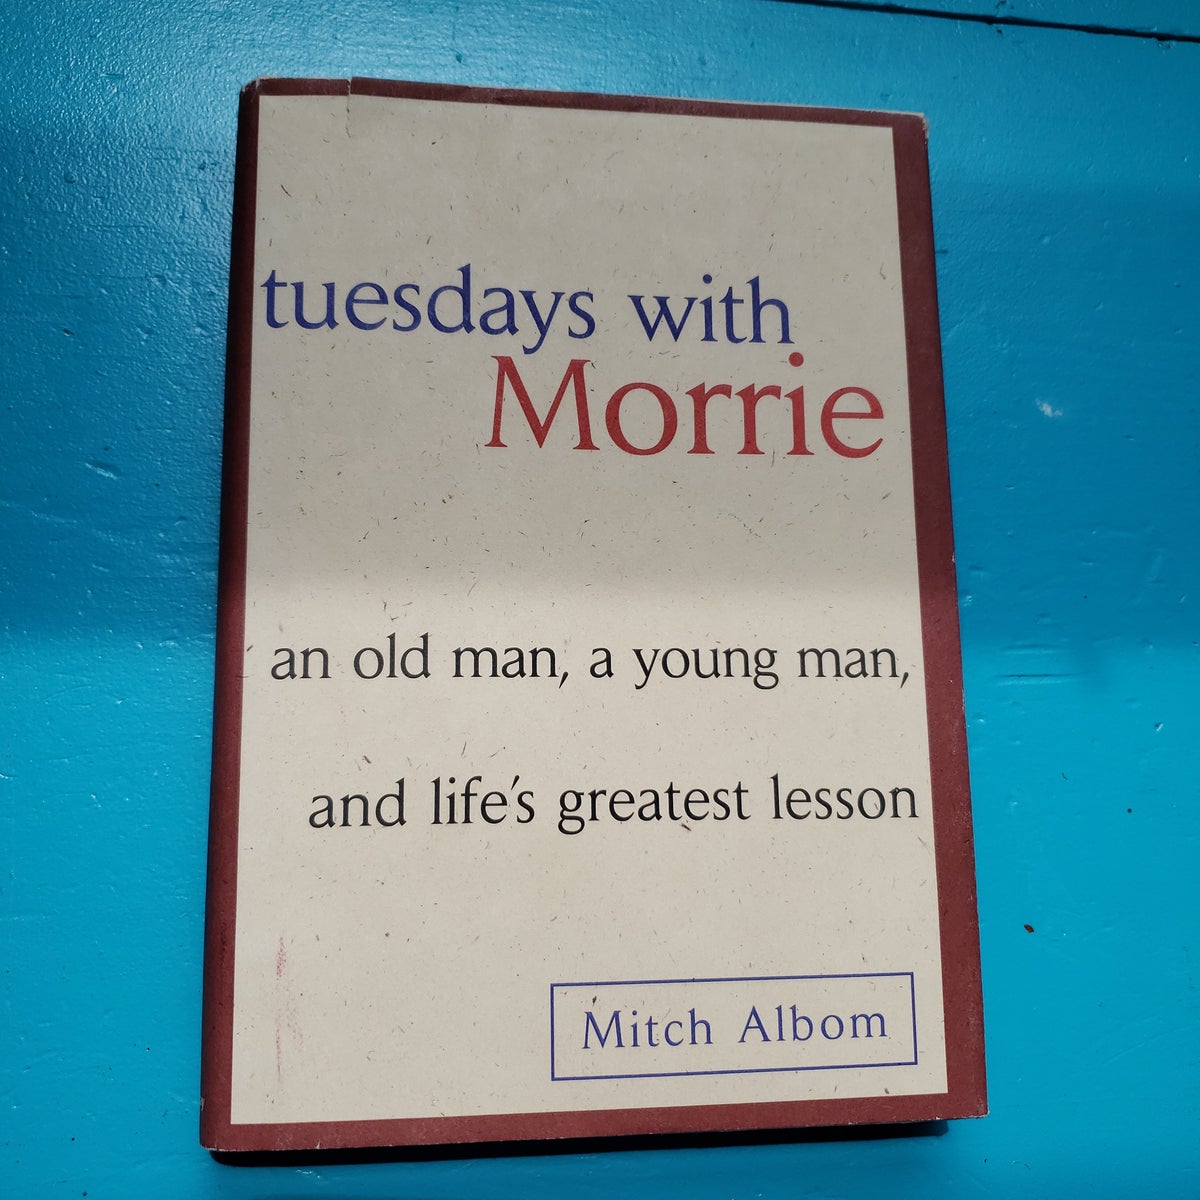 tuesdays with
Morrie
an old man, a young man,
and life's greatest lesson
Mitch Albom